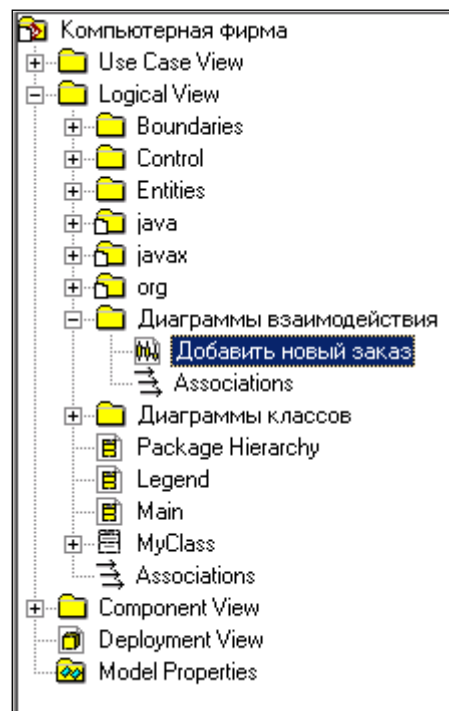 Компьютерная фирма
Use Case View
Logical View
Boundaries
Control
Entities
java
javax
org
Диаграммы взаимодействия
Добавить новый заказ
Associations
Диаграммы классов
Package Hierarchy
Legend
Main
MyClass
Associations
Component View
Deployment View
Model Properties